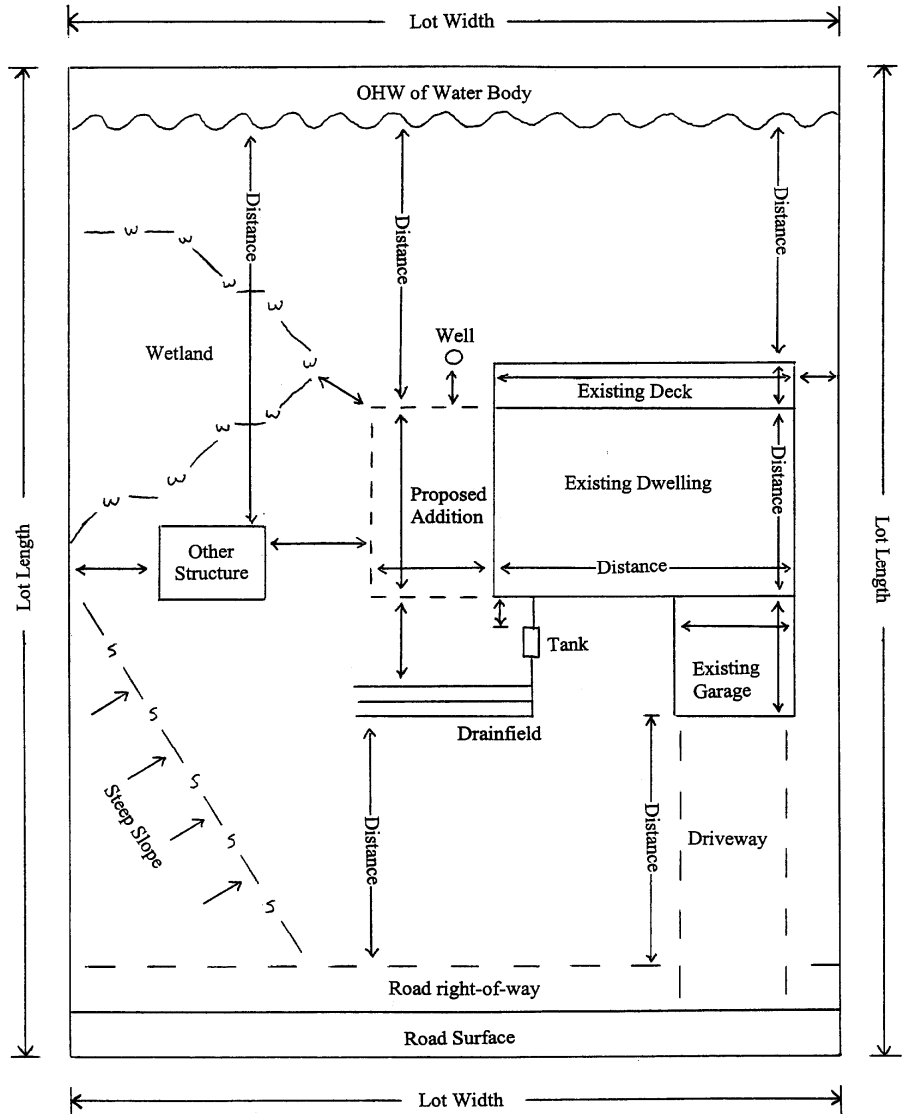 Lot Width
OHW of Water Body
Distance
Distance
Distance
Well
Wetland
Existing Deck
Proposed
Addition
Existing Dwelling
Distance
Other
Structure
Distance
Lot Length
Lot Length
Tank
Existing
Garage
Drainfield
Steep Slope
Distance
Distance
Driveway
Road right-of-way
Road Surface
Lot Width